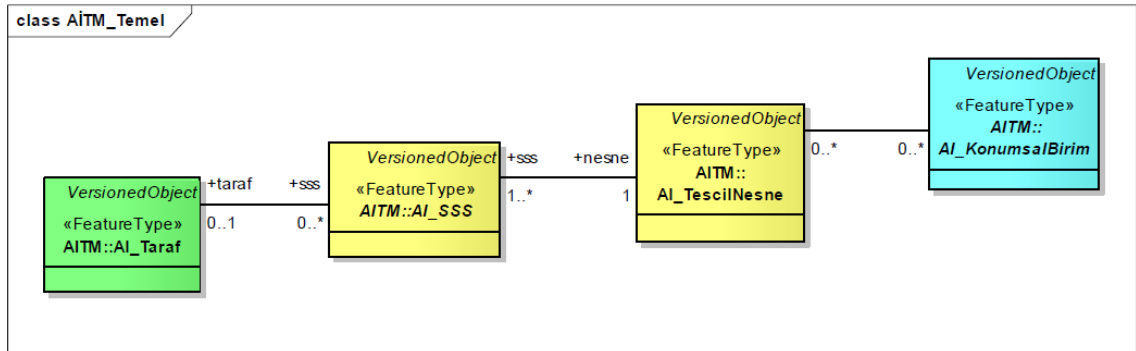 class AİTM_Temel
VersionedObject
«FeatureType»
AITM::AI_Taraf
+taraf
0..1
+sss
0..*
VersionedObject
«FeatureType»
AITM::AI_SSS
+sss
1..*
+nesne
1
VersionedObject
«FeatureType»
AITM::
AI_TescilNesne
0..*
0..*
VersionedObject
«FeatureType»
AITM::
AI_KonumsalBirim